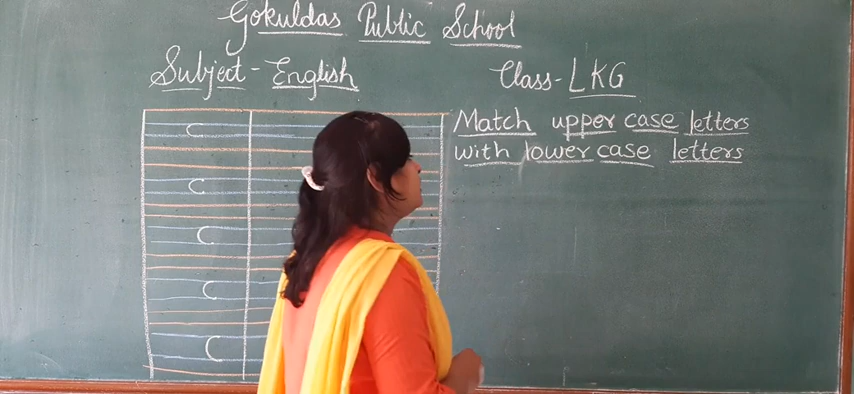 Gokuldas Public School
Subject - English Class - LKG
Match upper case letters
with lower case letters
c
c
c
c
c